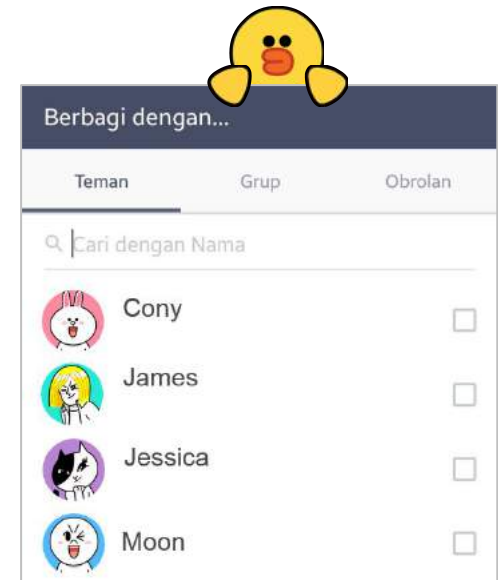 Berbagi dengan...
Teman Grup Obrolan
Cari dengan Nama
Cony
James
Jessica
Moon